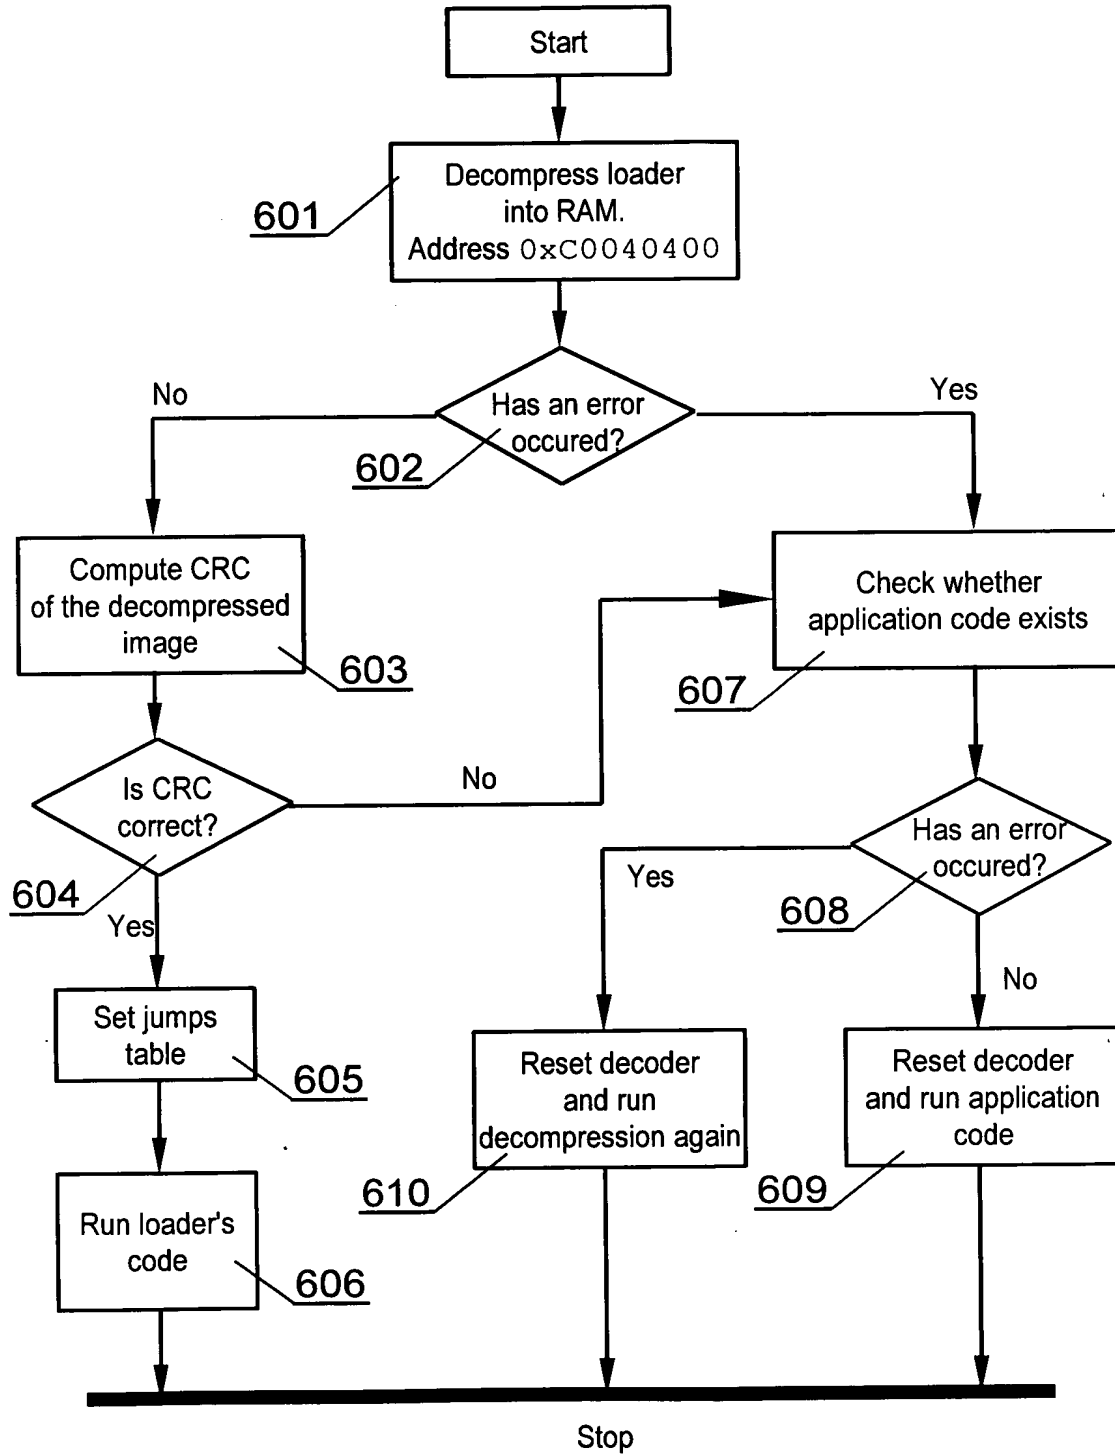 Start
Decompress loader
into RAM.
Address 0xC0040400
601
No
Yes
Has an error
occured?
602
Compute CRC
of the decompressed
image
603
Check whether
application code exists
607
Is CRC
correct?
604
No
Yes
Has an error
occured?
608
Yes
No
Set jumps
table
605
Reset decoder
and run
decompression again
610
Reset decoder
and run application
code
609
Run loader's
code
606
Stop